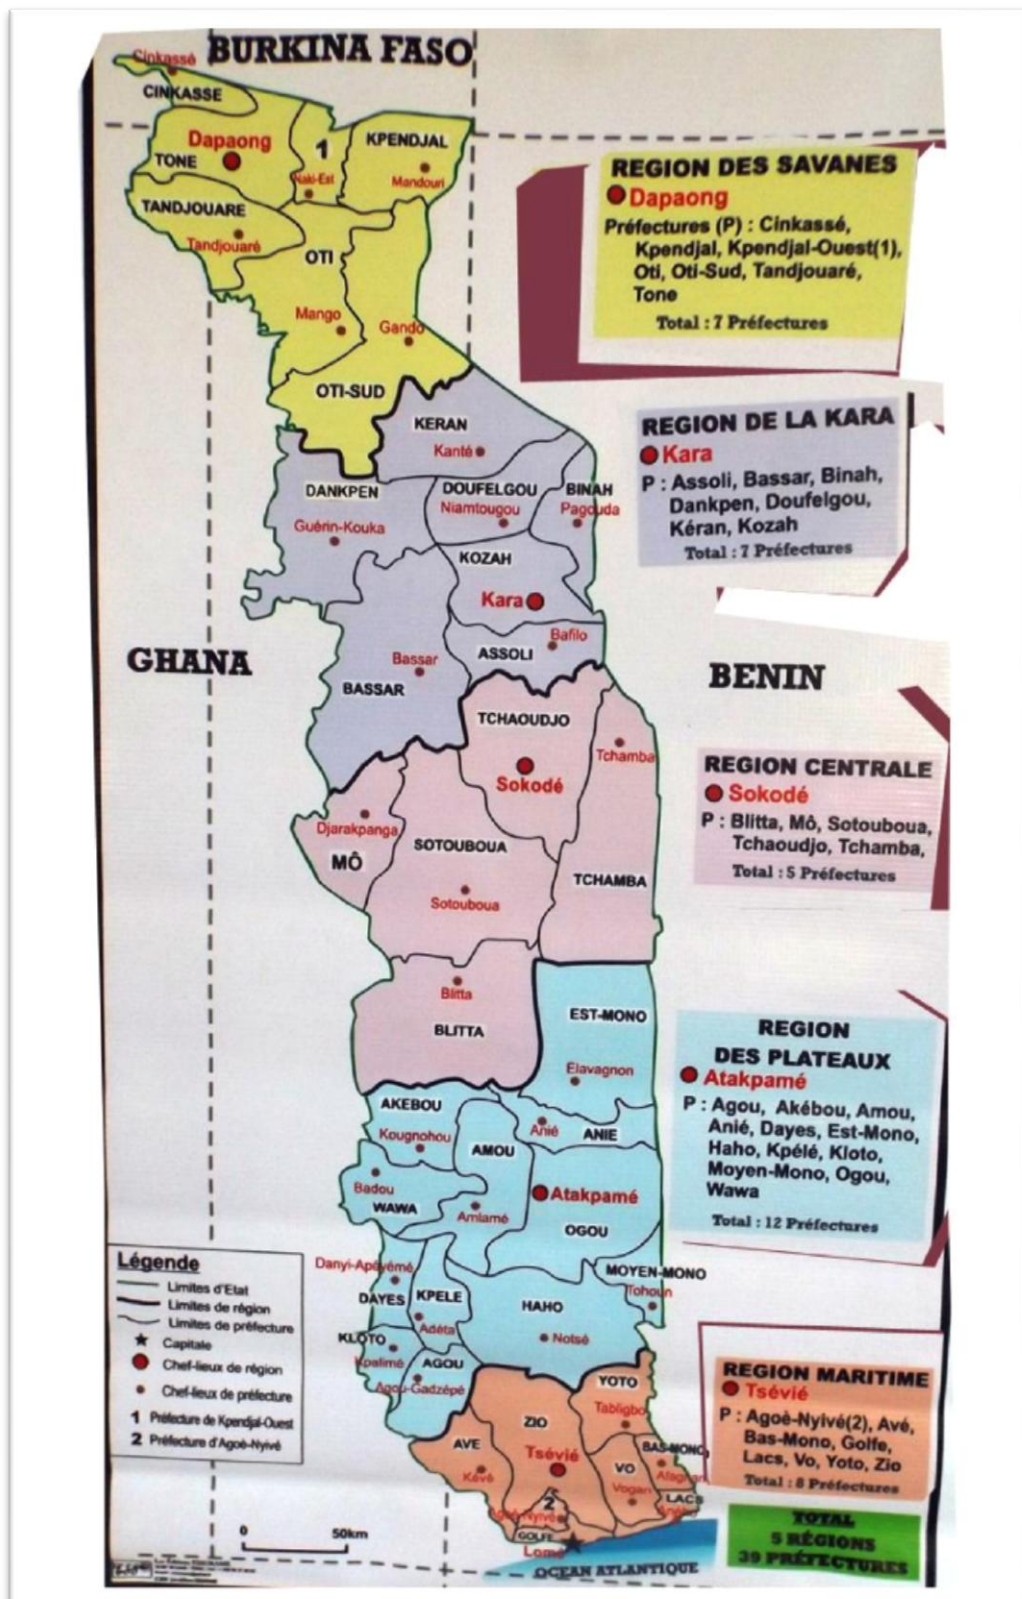 BURKINA FASO
Cinkassé
CINKASSE
Dapaong
TONE
1
Naki-Est
KPENDJAL
Mandouri
TANDJOUARE
Tandjouaré
OTI
Mango
Gando
OTI-SUD
REGION DES SAVANES
Dapaong
Préfectures (P) : Cinkassé,
Kpendjal, Kpendjal-Ouest(1),
Oti, Oti-Sud, Tandjouaré,
Tone
Total : 7 Préfectures
KERAN
Kanté
DANKPEN
Guérin-Kouka
DOUFELGOU
Niamtougou
BINAH
Pagouda
KOZAH
Kara
Bafilo
ASSOLI
Bassar
BASSAR
REGION DE LA KARA
Kara
P : Assoli, Bassar, Binah,
Dankpen, Doufelgou,
Kéran, Kozah
Total : 7 Préfectures
GHANA
BENIN
TCHAOUDJO
Sokodé
Tchamba
Djarakpanga
MÔ
SOTOUBOUA
Sotouboua
TCHAMBA
Blitta
BLITTA
REGION CENTRALE
Sokodé
P : Blitta, Mô, Sotouboua,
Tchaoudjo, Tchamba,
Total : 5 Préfectures
EST-MONO
Elavagnon
AKEBOU
Kougnohou
AMOU
Anié
ANIE
Badou
WAWA
Amlamé
Atakpamé
OGOU
Danyi-Apéyémé
DAYES
KPELE
Adéta
HAHO
Notsé
MOYEN-MONO
Tohoun
KLOTO
Kpalimé
AGOU
Agou-Gadzépé
REGION
DES PLATEAUX
Atakpamé
P : Agou, Akébou, Amou,
Anié, Dayes, Est-Mono,
Haho, Kpélé, Kloto,
Moyen-Mono, Ogou,
Wawa
Total : 12 Préfectures
Légende
Limites d'Etat
Limites de région
Limites de préfecture
Capitale
Chef-lieux de région
Chef-lieux de préfecture
1 Préfecture de Kpendjal-Ouest
2 Préfecture d'Agoè-Nyivé
YOTO
Tabligbo
ZIO
AVE
Kévé
Tsévié
VO
Vogan
BAS-MONO
LACS
2
Agoè-Nyivé
GOLFE
Lomé
REGION MARITIME
Tsévié
P : Agoè-Nyivé(2), Avé,
Bas-Mono, Golfe,
Lacs, Vo, Yoto, Zio
Total : 8 Préfectures
TOTAL
5 RÉGIONS
39 PRÉFECTURES
0 50km
OCEAN ATLANTIQUE